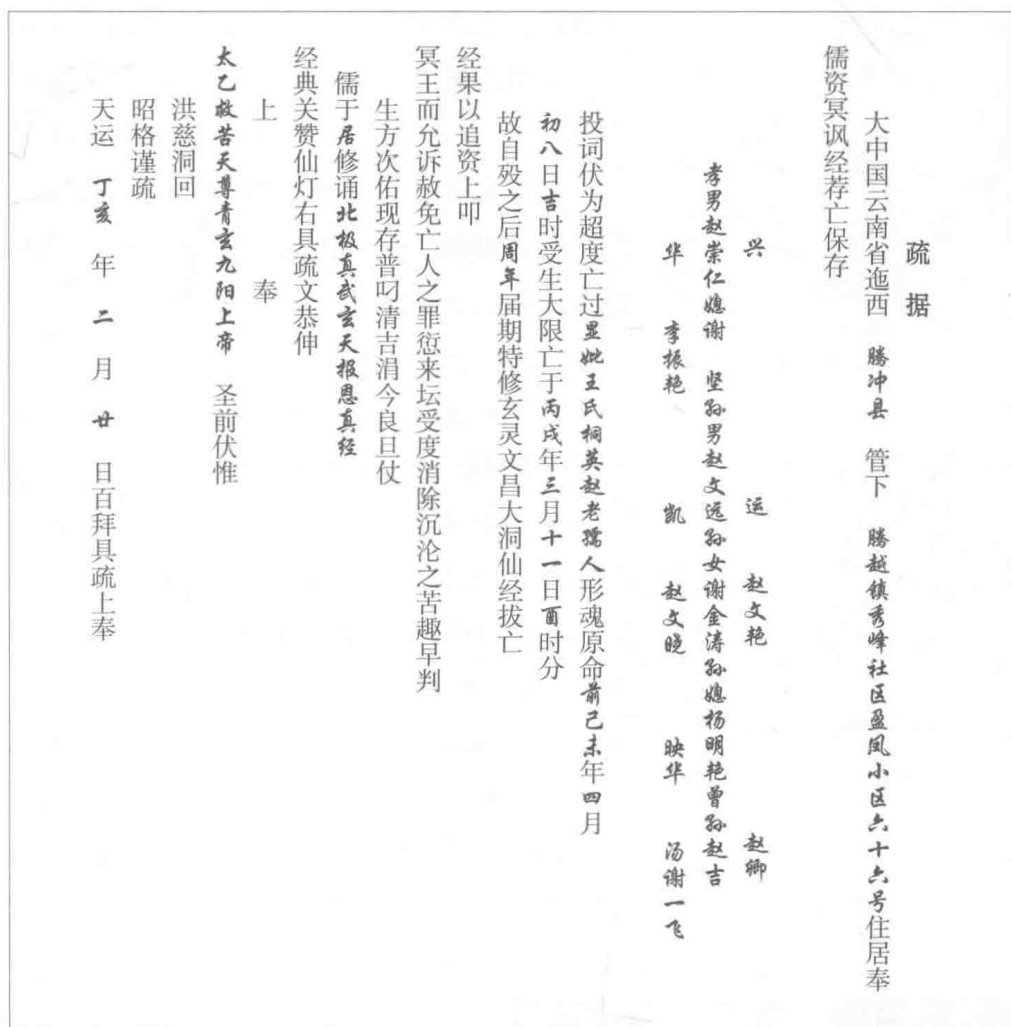 疏据
大中国云南省迤西 腾冲县 管下 腾越镇秀峰社区盈凤小区六十六号住居奉
儒资冥讽经荐亡保存
兴 运 赵文艳 赵卿
孝男赵崇仁媳谢 坚孙男赵文远孙女谢金涛孙媳杨明艳曾孙赵吉
华 李振艳 凯 赵文晓 映华 汤谢一飞
投词伏为超度亡过显妣王氏桐英赵老孺人形魂原命前己未年四月
初八日吉时受生大限亡于丙戌年三月十一日酉时分
故自殁之后周年届期特修玄灵文昌大洞仙经拔亡
经果以追资上叩
冥王而允诉赦免亡人之罪愆来坛受度消除沉沦之苦趣早判
生方次佑现存普叼清吉涓今良旦仗
儒于居修诵北极真武玄天报恩真经
经典关赞仙灯右具疏文恭伸
上 奉
太乙救苦天尊青玄九阳上帝 圣前伏惟
洪慈洞回
昭格谨疏
天运 丁亥 年 二 月 廿 日百拜具疏上奉